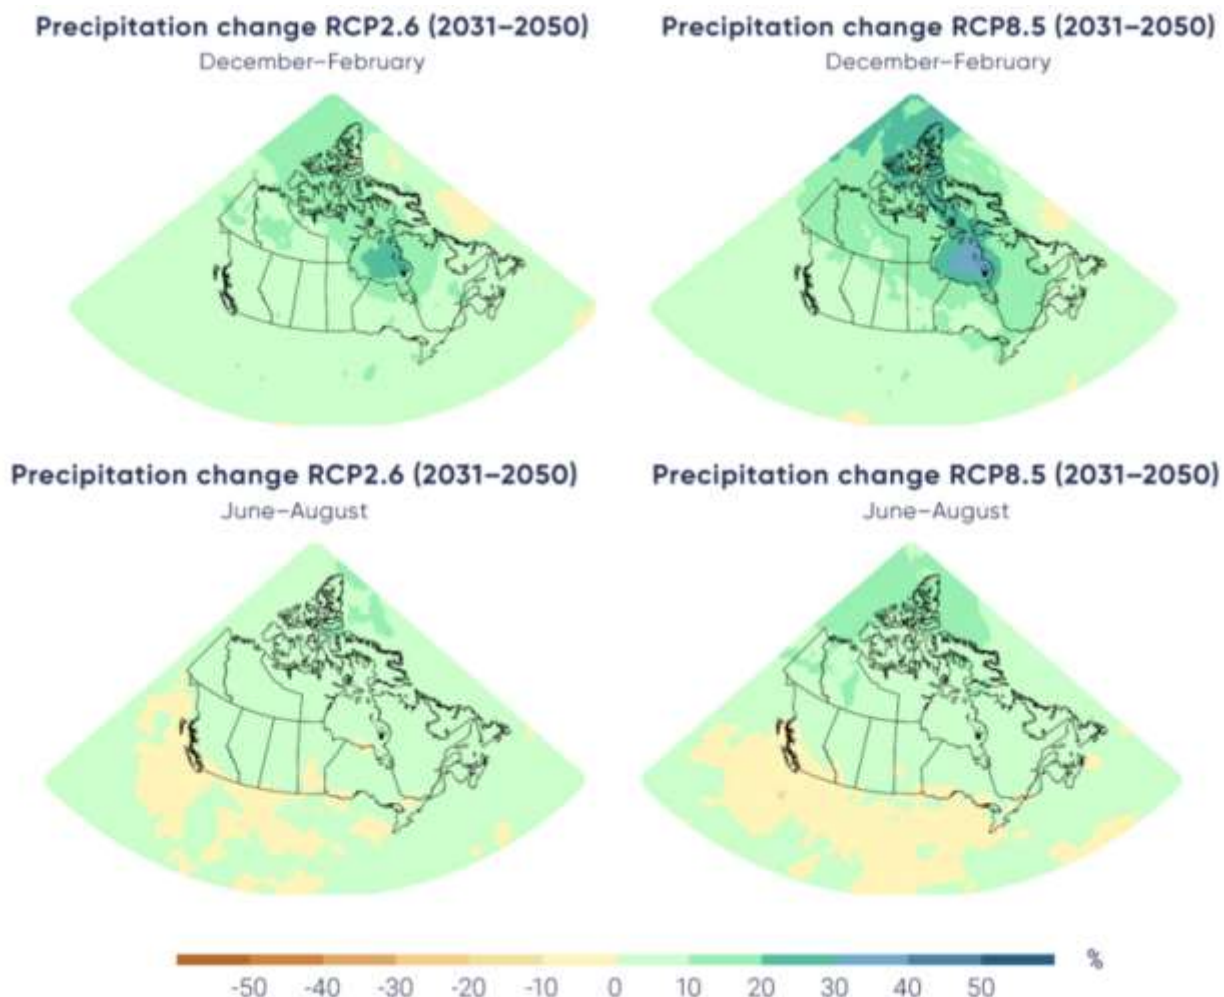 Precipitation change RCP2.6 (2031–2050)
December–February
Precipitation change RCP8.5 (2031–2050)
December–February
Precipitation change RCP2.6 (2031–2050)
June–August
Precipitation change RCP8.5 (2031–2050)
June–August
-50 -40 -30 -20 -10 0 10 20 30 40 50 %